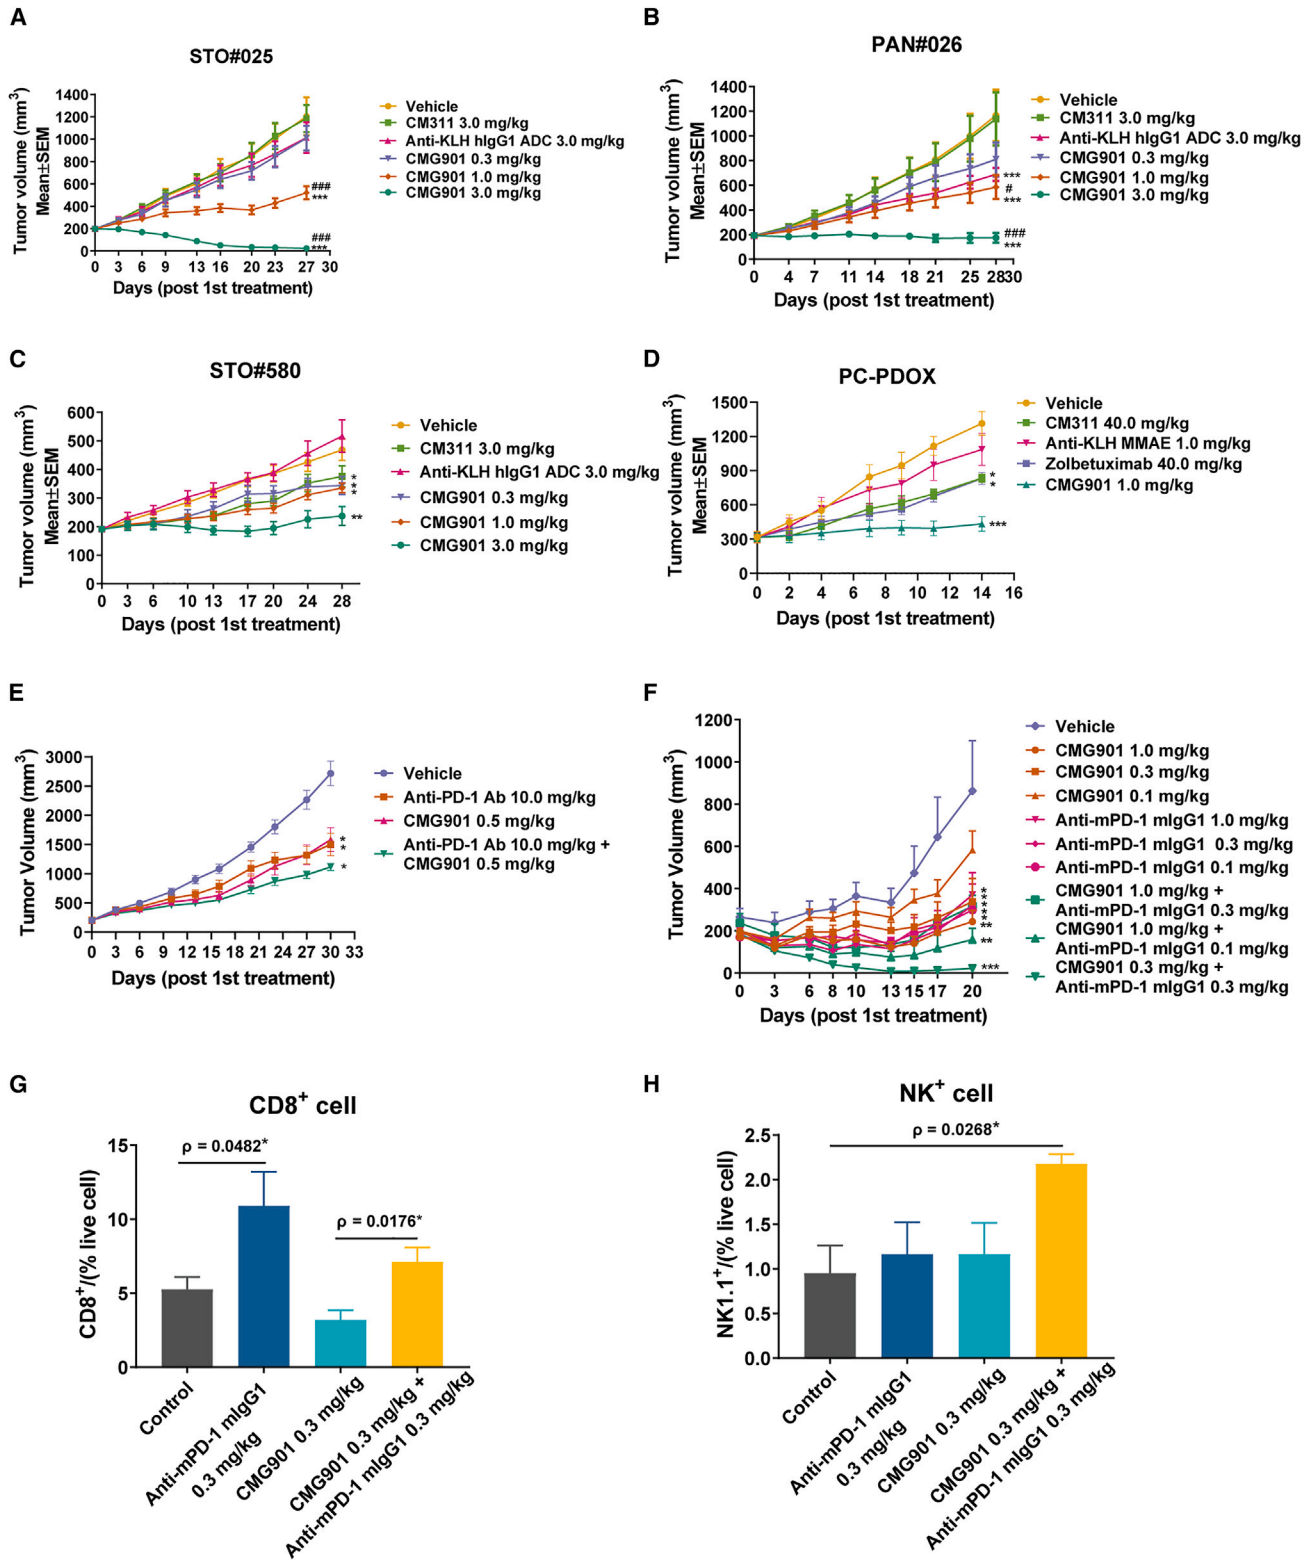 A
STO#025
Tumor volume (mm3)
Mean±SEM
1400
1200
1000
800
600
400
200
0
0 3 6 9 13 16 20 23 27 30
Days (post 1st treatment)
Vehicle
CM311 3.0 mg/kg
Anti-KLH hIgG1 ADC 3.0 mg/kg
CMG901 0.3 mg/kg
CMG901 1.0 mg/kg
CMG901 3.0 mg/kg
###
***
###
***
B
PAN#026
Tumor volume (mm3)
Mean±SEM
1400
1200
1000
800
600
400
200
0
0 4 7 11 14 18 21 25 28 30
Days (post 1st treatment)
Vehicle
CM311 3.0 mg/kg
Anti-KLH hIgG1 ADC 3.0 mg/kg
CMG901 0.3 mg/kg
CMG901 1.0 mg/kg
CMG901 3.0 mg/kg
***
#
***
###
***
C
STO#580
Tumor volume (mm3)
Mean±SEM
600
500
400
300
200
100
0
0 3 6 10 13 17 20 24 28
Days (post 1st treatment)
Vehicle
CM311 3.0 mg/kg
Anti-KLH hIgG1 ADC 3.0 mg/kg
CMG901 0.3 mg/kg
CMG901 1.0 mg/kg
CMG901 3.0 mg/kg
*
*
*
**
D
PC-PDOX
Tumor volume (mm3)
Mean±SEM
1500
1200
900
600
300
0
0 2 4 6 8 10 12 14 16
Days (post 1st treatment)
Vehicle
CM311 40.0 mg/kg
Anti-KLH MMAE 1.0 mg/kg
Zolbetuximab 40.0 mg/kg
CMG901 1.0 mg/kg
*
*
***
E
Tumor Volume (mm3)
3000
2500
2000
1500
1000
500
0
0 3 6 9 12 15 18 21 24 27 30 33
Days (post 1st treatment)
Vehicle
Anti-PD-1 Ab 10.0 mg/kg
CMG901 0.5 mg/kg
Anti-PD-1 Ab 10.0 mg/kg +
CMG901 0.5 mg/kg
*
*
*
F
Tumor Volume (mm3)
1200
1000
800
600
400
200
0
0 3 6 8 10 13 15 17 20
Days (post 1st treatment)
Vehicle
CMG901 1.0 mg/kg
CMG901 0.3 mg/kg
CMG901 0.1 mg/kg
Anti-mPD-1 mIgG1 1.0 mg/kg
Anti-mPD-1 mIgG1 0.3 mg/kg
Anti-mPD-1 mIgG1 0.1 mg/kg
CMG901 1.0 mg/kg +
Anti-mPD-1 mIgG1 0.3 mg/kg
CMG901 1.0 mg/kg +
Anti-mPD-1 mIgG1 0.1 mg/kg
CMG901 0.3 mg/kg +
Anti-mPD-1 mIgG1 0.3 mg/kg
*
*
*
*
*
**
**
***
G
CD8+ cell
CD8+/(% live cell)
15
10
5
0
ρ = 0.0482*
ρ = 0.0176*
Control
Anti-mPD-1 mIgG1
0.3 mg/kg
CMG901 0.3 mg/kg
CMG901 0.3 mg/kg +
Anti-mPD-1 mIgG1 0.3 mg/kg
H
NK+ cell
NK1.1+/(% live cell)
2.5
2.0
1.5
1.0
0.5
0.0
ρ = 0.0268*
Control
Anti-mPD-1 mIgG1
0.3 mg/kg
CMG901 0.3 mg/kg
CMG901 0.3 mg/kg +
Anti-mPD-1 mIgG1 0.3 mg/kg